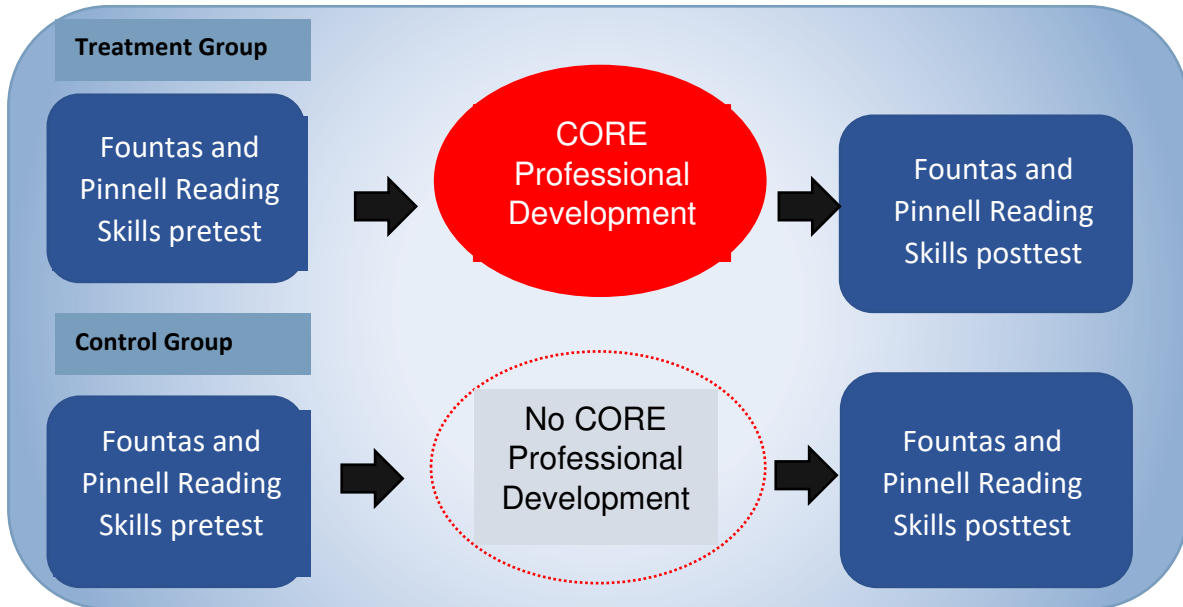 Treatment Group
Fountas and
Pinnell Reading
Skills pretest
CORE
Professional
Development
Fountas and
Pinnell Reading
Skills posttest
Control Group
Fountas and
Pinnell Reading
Skills pretest
No CORE
Professional
Development
Fountas and
Pinnell Reading
Skills posttest